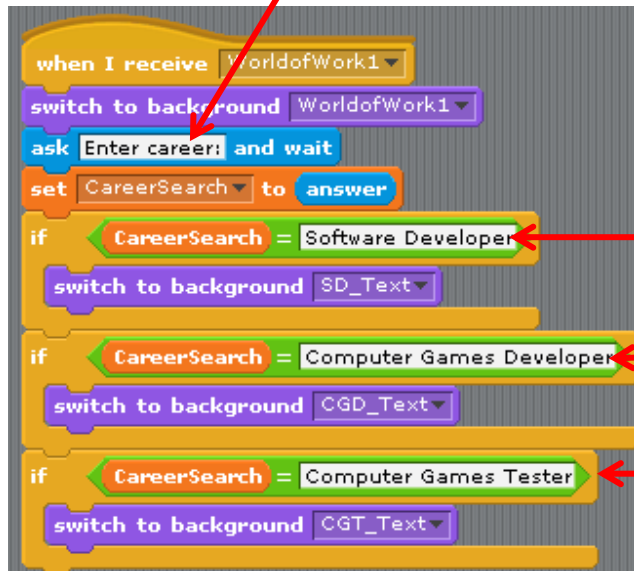 when I receive WorldofWork1
switch to background WorldofWork1
ask Enter career: and wait
set CareerSearch to answer
if CareerSearch = Software Developer
switch to background SD_Text
if CareerSearch = Computer Games Developer
switch to background CGD_Text
if CareerSearch = Computer Games Tester
switch to background CGT_Text